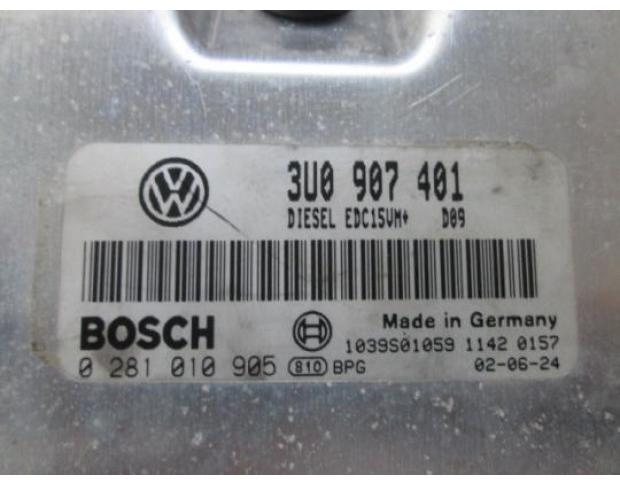 3U0 907 401
DIESEL EDC15VM+ D09
BOSCH
Made in Germany
1039S01059 1142 0157
0 281 010 905 810 BPG 02-06-24